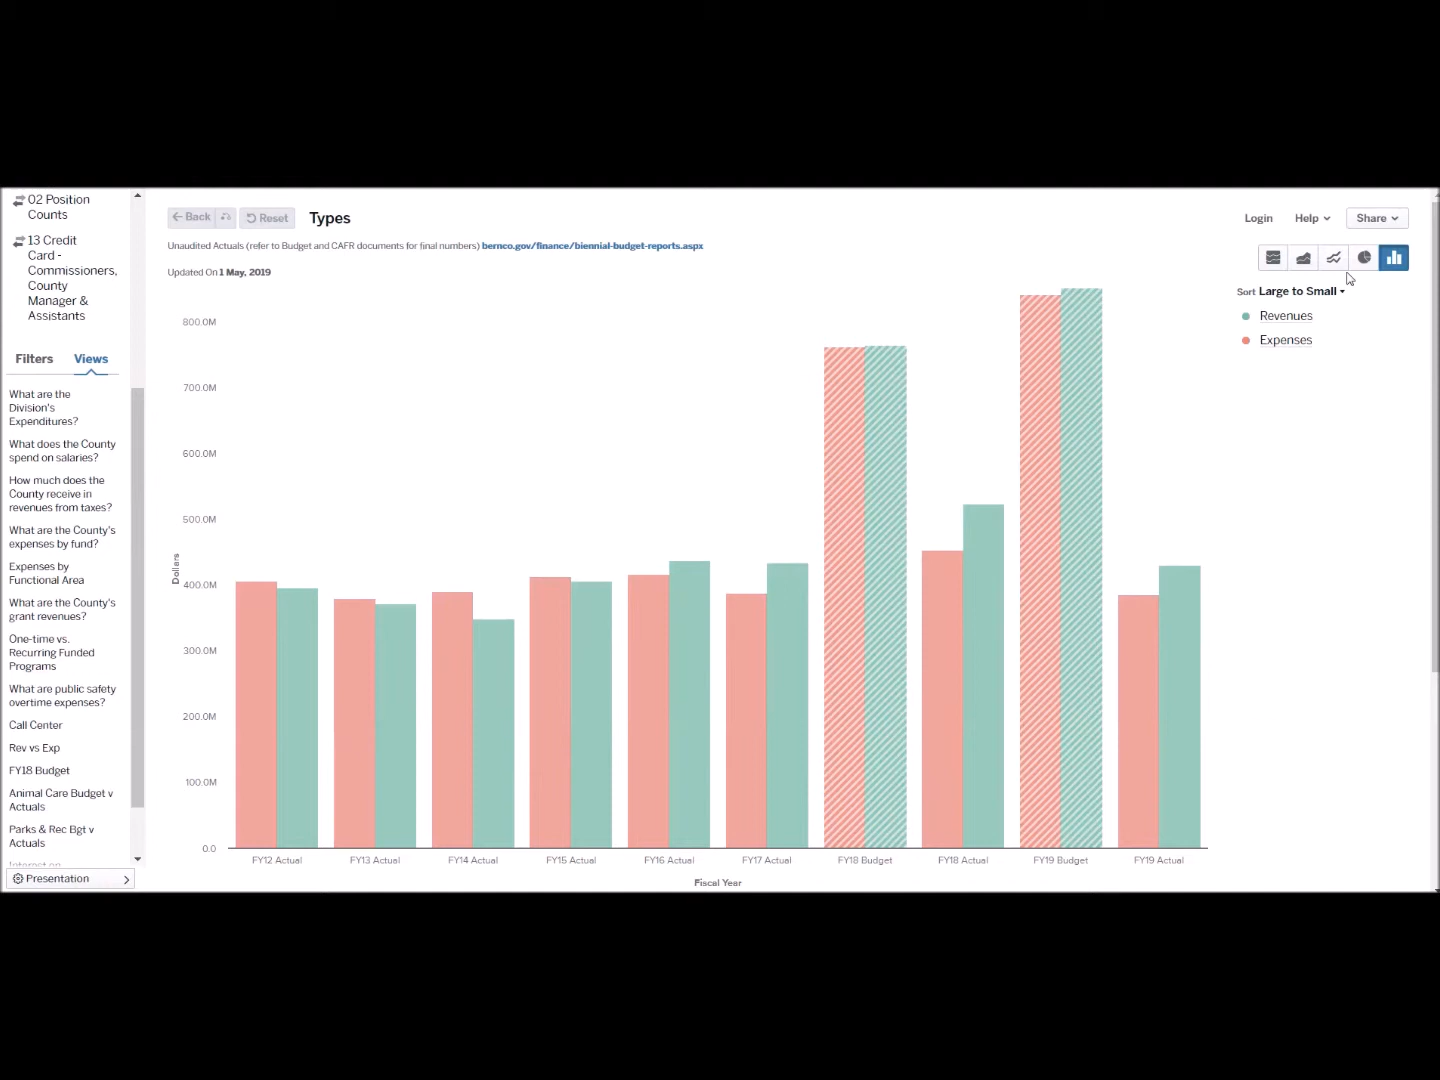 02 Position
Counts
13 Credit
Card -
Commissioners,
County
Manager &
Assistants
Filters Views
What are the
Division's
Expenditures?
What does the County
spend on salaries?
How much does the
County receive in
revenues from taxes?
What are the County's
expenses by fund?
Expenses by
Functional Area
What are the County's
grant revenues?
One-time vs.
Recurring Funded
Programs
What are public safety
overtime expenses?
Call Center
Rev vs Exp
FY18 Budget
Animal Care Budget v
Actuals
Parks & Rec Bgt v
Actuals
Interest on
Presentation
Back Reset Types
Login Help Share
Unaudited Actuals (refer to Budget and CAFR documents for final numbers) bernco.gov/finance/biennial-budget-reports.aspx
Updated On 1 May, 2019
Sort Large to Small
Revenues
Expenses
800.0M
700.0M
600.0M
500.0M
400.0M
300.0M
200.0M
100.0M
0.0
Dollars
FY12 Actual FY13 Actual FY14 Actual FY15 Actual FY16 Actual FY17 Actual FY18 Budget FY18 Actual FY19 Budget FY19 Actual
Fiscal Year